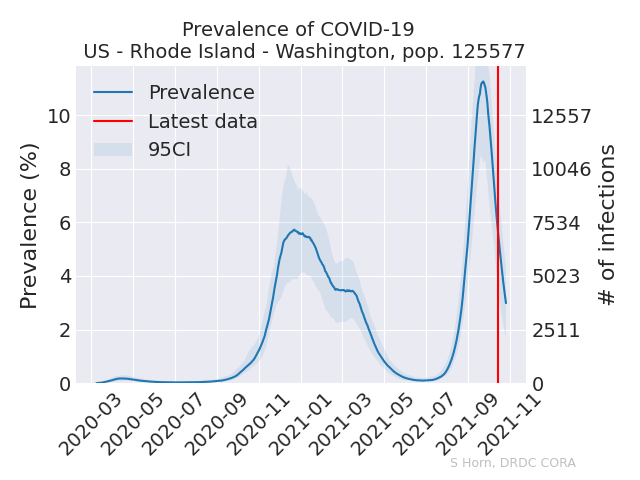 Prevalence of COVID-19
US - Rhode Island - Washington, pop. 125577
Prevalence
Latest data
95CI
Prevalence (%)
10
8
6
4
2
0
12557
10046
7534
5023
2511
0
# of infections
2020-03
2020-05
2020-07
2020-09
2020-11
2021-01
2021-03
2021-05
2021-07
2021-09
2021-11
S Horn, DRDC CORA